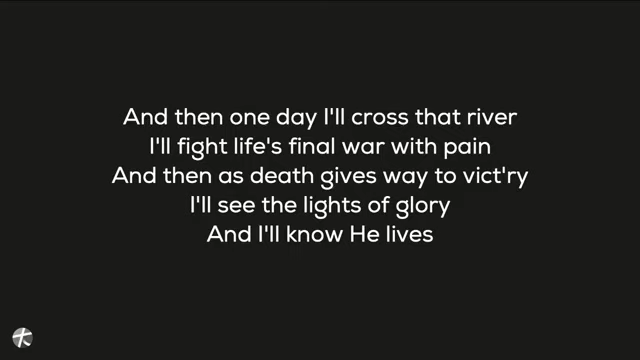 And then one day I'll cross that river
I'll fight life's final war with pain
And then as death gives way to vict'ry
I'll see the lights of glory
And I'll know He lives